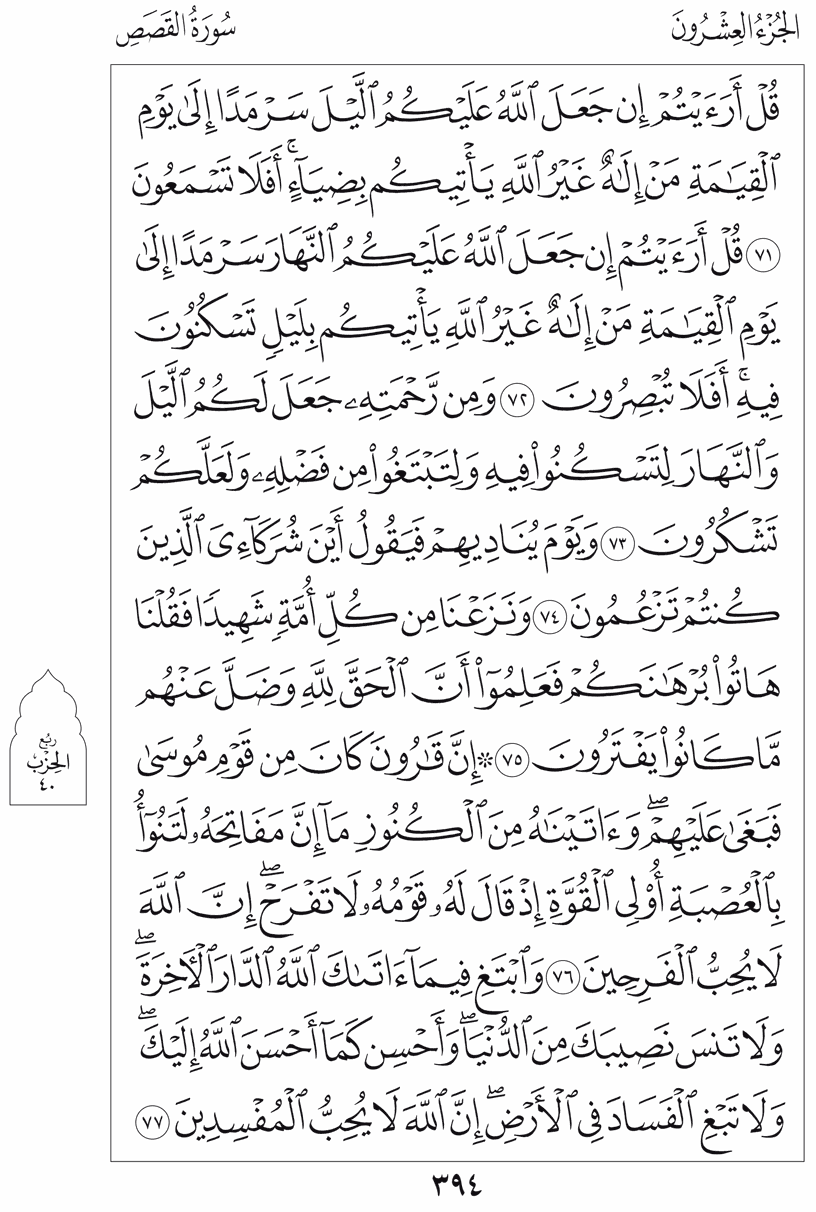 الجُزْءُ العِشْرُونَ
سُورَةُ القَصَصِ
قُلْ أَرَءَيْتُمْ إِن جَعَلَ ٱللَّهُ عَلَيْكُمُ ٱلَّيْلَ سَرْمَدًا إِلَىٰ يَوْمِ
ٱلْقِيَٰمَةِ مَنْ إِلَٰهٌ غَيْرُ ٱللَّهِ يَأْتِيكُم بِضِيَآءٍ ۚ أَفَلَا تَسْمَعُونَ
٧١ قُلْ أَرَءَيْتُمْ إِن جَعَلَ ٱللَّهُ عَلَيْكُمُ ٱلنَّهَارَ سَرْمَدًا إِلَىٰ
يَوْمِ ٱلْقِيَٰمَةِ مَنْ إِلَٰهٌ غَيْرُ ٱللَّهِ يَأْتِيكُم بِلَيْلٍ تَسْكُنُونَ
فِيهِ ۚ أَفَلَا تُبْصِرُونَ ٧٢ وَمِن رَّحْمَتِهِۦ جَعَلَ لَكُمُ ٱلَّيْلَ
وَٱلنَّهَارَ لِتَسْكُنُوا۟ فِيهِ وَلِتَبْتَغُوا۟ مِن فَضْلِهِۦ وَلَعَلَّكُمْ
تَشْكُرُونَ ٧٣ وَيَوْمَ يُنَادِيهِمْ فَيَقُولُ أَيْنَ شُرَكَآءِىَ ٱلَّذِينَ
كُنتُمْ تَزْعُمُونَ ٧٤ وَنَزَعْنَا مِن كُلِّ أُمَّةٍ شَهِيدًا فَقُلْنَا
هَاتُوا۟ بُرْهَٰنَكُمْ فَعَلِمُوٓا۟ أَنَّ ٱلْحَقَّ لِلَّهِ وَضَلَّ عَنْهُم
مَّا كَانُوا۟ يَفْتَرُونَ ٧٥ ۞ إِنَّ قَٰرُونَ كَانَ مِن قَوْمِ مُوسَىٰ
فَبَغَىٰ عَلَيْهِمْ ۖ وَءَاتَيْنَٰهُ مِنَ ٱلْكُنُوزِ مَآ إِنَّ مَفَاتِحَهُۥ لَتَنُوٓأُ
بِٱلْعُصْبَةِ أُو۟لِى ٱلْقُوَّةِ إِذْ قَالَ لَهُۥ قَوْمُهُۥ لَا تَفْرَحْ ۖ إِنَّ ٱللَّهَ
لَا يُحِبُّ ٱلْفَرِحِينَ ٧٦ وَٱبْتَغِ فِيمَآ ءَاتَىٰكَ ٱللَّهُ ٱلدَّارَ ٱلْءَاخِرَةَ ۖ
وَلَا تَنسَ نَصِيبَكَ مِنَ ٱلدُّنْيَا ۖ وَأَحْسِن كَمَآ أَحْسَنَ ٱللَّهُ إِلَيْكَ ۖ
وَلَا تَبْغِ ٱلْفَسَادَ فِى ٱلْأَرْضِ ۖ إِنَّ ٱللَّهَ لَا يُحِبُّ ٱلْمُفْسِدِينَ ٧٧
رُبُع
الحِزْب
٤٠
٣٩٤